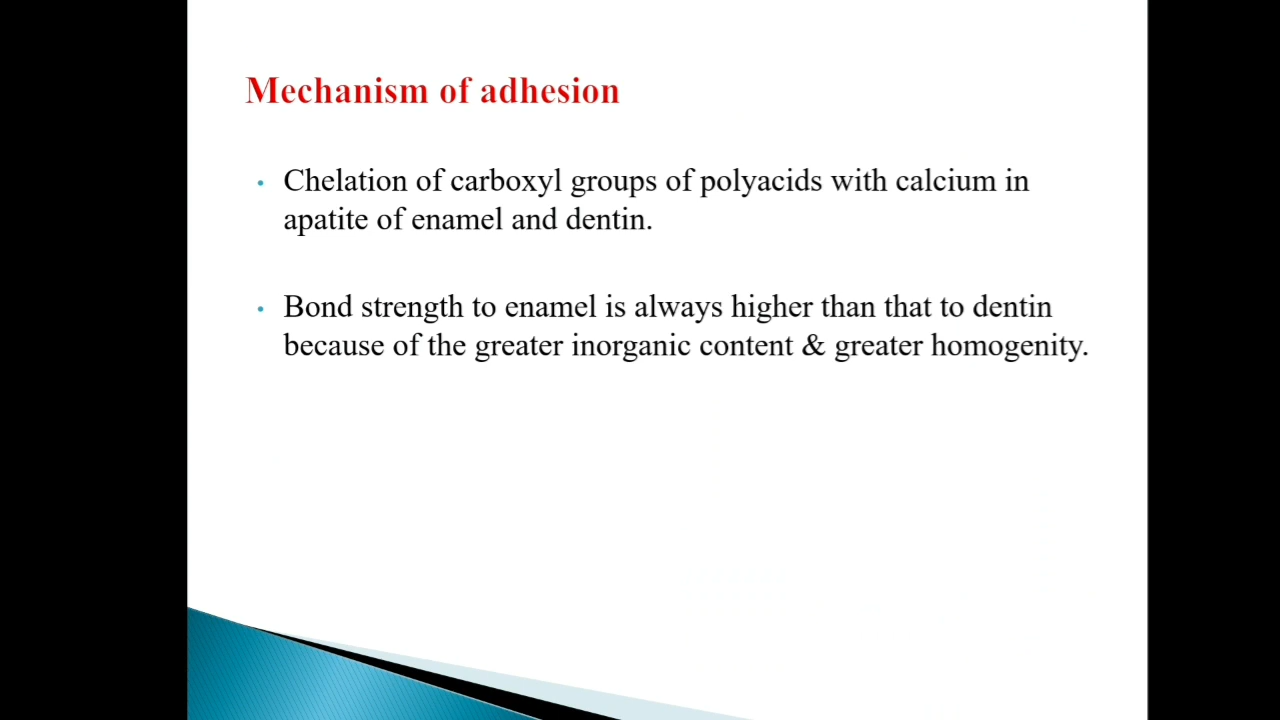 Mechanism of adhesion
• Chelation of carboxyl groups of polyacids with calcium in
apatite of enamel and dentin.
• Bond strength to enamel is always higher than that to dentin
because of the greater inorganic content & greater homogenity.